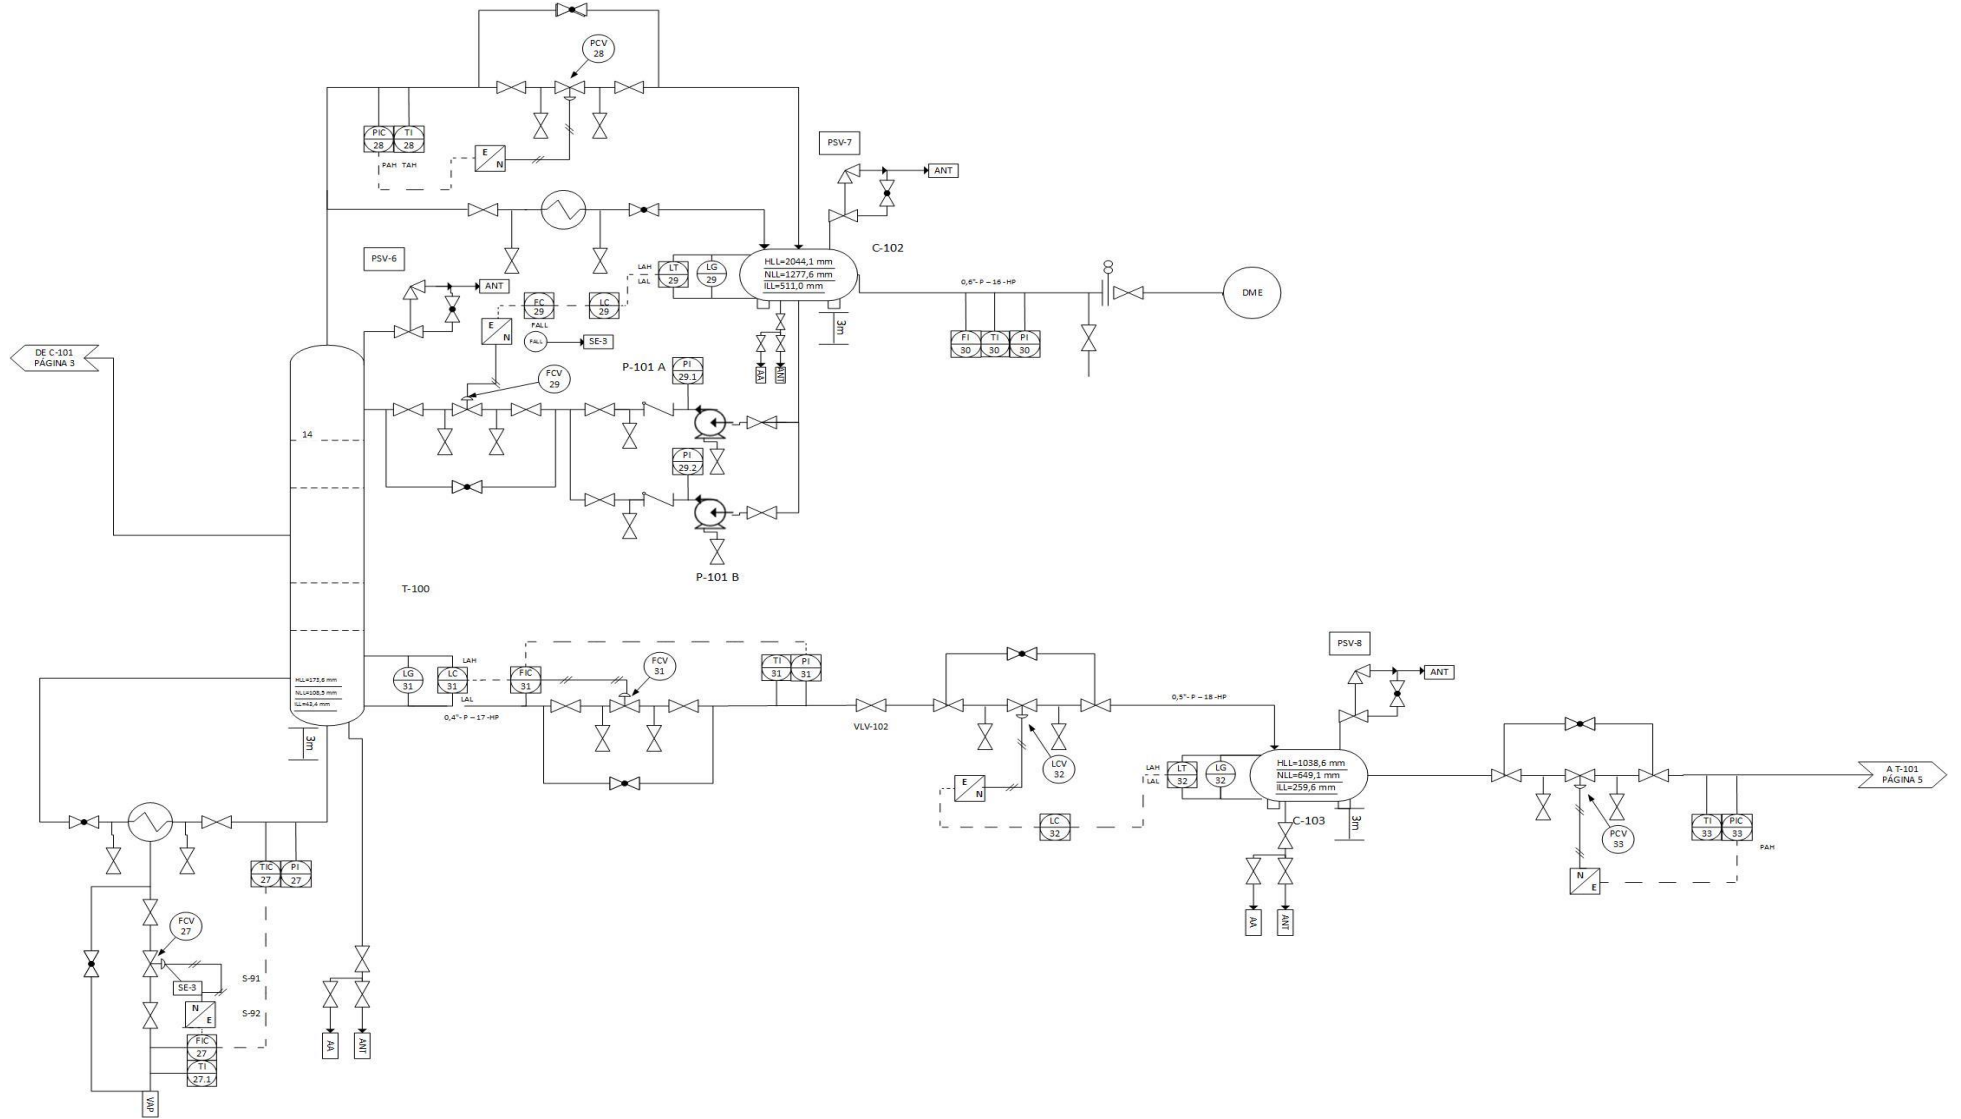 PCV
28
PIC
28
TI
28
PAH TAH
E
N
PSV-7
ANT
C-102
PSV-6
ANT
LAH
LAL
LT
29
LG
29
HLL=2044,1 mm
NLL=1277,6 mm
ILL=511,0 mm
0,6"- P – 16 -HP
DME
FC
29
LC
29
FALL
E
N
FALL
SE-3
3m
FI
30
TI
30
PI
30
DE C-101
PÁGINA 3
P-101 A
PI
29.1
AA
ANT
FCV
29
14
PI
29.2
P-101 B
T-100
LG
31
LC
31
LAH
LAL
FIC
31
FCV
31
TI
31
PI
31
PSV-8
ANT
HLL=173,6 mm
NLL=108,5 mm
ILL=43,4 mm
0,4"- P – 17 -HP
VLV-102
0,5"- P – 18 -HP
3m
LCV
32
LAH
LAL
LT
32
LG
32
HLL=1038,6 mm
NLL=649,1 mm
ILL=259,6 mm
A T-101
PÁGINA 5
E
N
LC
32
C-103
3m
PCV
33
TI
33
PIC
33
PAH
N
E
TIC
27
PI
27
FCV
27
AA
ANT
S-91
SE-3
S-92
N
E
FIC
27
TI
27.1
AA
ANT
VAP